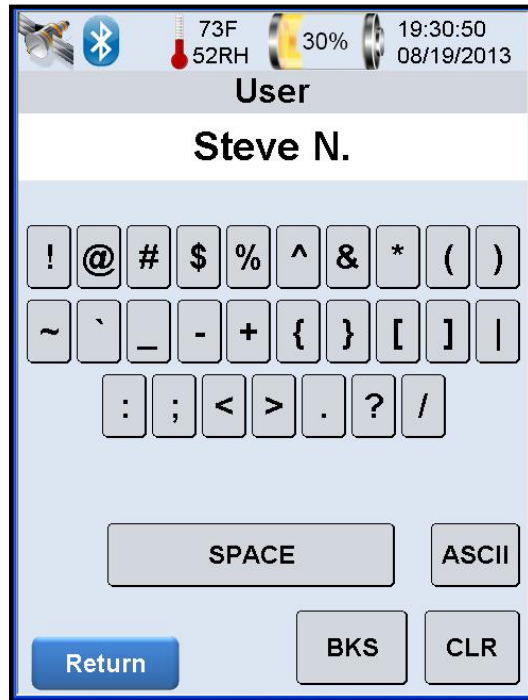 73F 30% 19:30:50
52RH 08/19/2013
User
Steve N.
! @ # $ % ^ & * ( )
~ ` _ - + { } [ ] |
: ; < > . ? /
SPACE ASCII
BKS CLR
Return